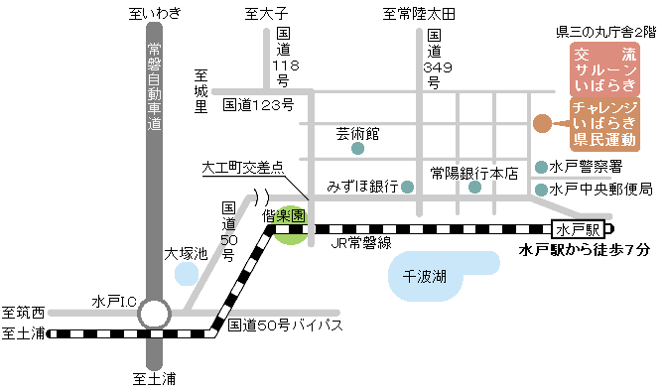 至いわき
至大子
至常陸太田
県三の丸庁舎2階
交　流
サルーン
いばらき
チャレンジ
いばらき
県民運動
常磐自動車道
国道118号
国道349号
至城里
国道123号
芸術館
大工町交差点
みずほ銀行
常陽銀行本店
水戸警察署
水戸中央郵便局
国道50号
偕楽園
JR常磐線
水戸駅
水戸駅から徒歩7分
大塚池
千波湖
水戸I.C
至筑西
至土浦
国道50号バイパス
至土浦